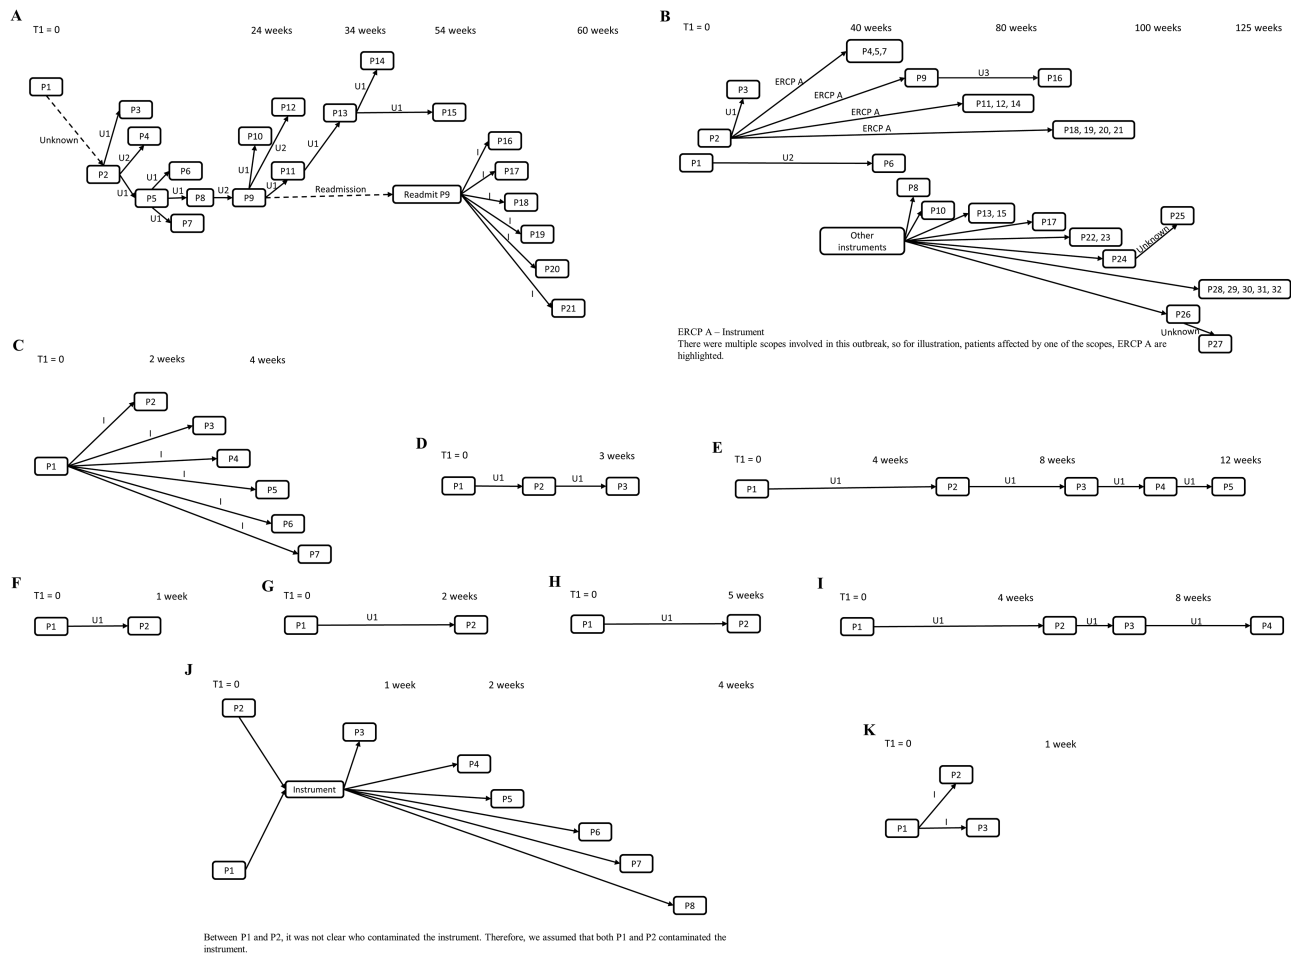 A
T1 = 0
24 weeks
34 weeks
54 weeks
60 weeks
P1
Unknown
P2
U1
P3
U2
P4
U1
P5
U1
P6
U1
P8
U1
P7
U2
P9
U1
P10
U2
P12
U1
P11
U1
P13
U1
P14
U1
P15
Readmission
Readmit P9
I
P16
I
P17
I
P18
I
P19
I
P20
I
P21
B
T1 = 0
40 weeks
80 weeks
100 weeks
125 weeks
P2
U1
P3
ERCP A
P4,5,7
ERCP A
P9
U3
P16
ERCP A
P11, 12, 14
ERCP A
P18, 19, 20, 21
P1
U2
P6
Other
instruments
P8
P10
P13, 15
P17
P22, 23
P24
Unknown
P25
P28, 29, 30, 31, 32
P26
Unknown
P27
ERCP A – Instrument
There were multiple scopes involved in this outbreak, so for illustration, patients affected by one of the scopes, ERCP A are
highlighted.
C
T1 = 0
2 weeks
4 weeks
P1
I
P2
I
P3
I
P4
I
P5
I
P6
I
P7
D
T1 = 0
3 weeks
P1
U1
P2
U1
P3
E
T1 = 0
4 weeks
8 weeks
12 weeks
P1
U1
P2
U1
P3
U1
P4
U1
P5
F
T1 = 0
1 week
P1
U1
P2
G
T1 = 0
2 weeks
P1
U1
P2
H
T1 = 0
5 weeks
P1
U1
P2
I
T1 = 0
4 weeks
8 weeks
P1
U1
P2
U1
P3
U1
P4
J
T1 = 0
1 week
2 weeks
4 weeks
P2
P1
Instrument
P3
P4
P5
P6
P7
P8
Between P1 and P2, it was not clear who contaminated the instrument. Therefore, we assumed that both P1 and P2 contaminated the
instrument.
K
T1 = 0
1 week
P1
I
P2
I
P3